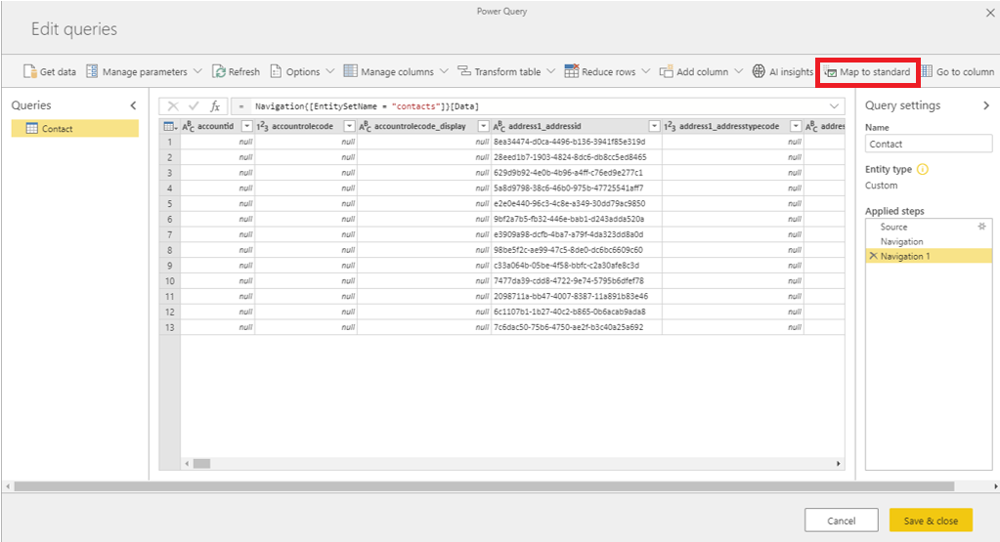 Power Query
Edit queries
Get data Manage parameters Refresh Options Manage columns Transform table Reduce rows Add column AI insights Map to standard Go to column
Queries
Contact
fx = Navigation{[EntitySetName = "contacts"]}[Data]
ABC accountid 123 accountrolecode ABC accountrolecode_display ABC address1_addressid 123 address1_addresstypecode ABC addres
1 null null null 8ea34474-d0ca-4496-b136-3941f85e319d null
2 null null null 28eed1b7-1903-4824-8dc6-db8cc5ed8465 null
3 null null null 629d9b92-4e0b-4b96-a4ff-c76ed9e277c1 null
4 null null null 5a8d9798-38c6-46b0-975b-47725541aff7 null
5 null null null e2e0e440-96c3-4c8e-a349-30dd79ac9850 null
6 null null null 9bf2a7b5-fb32-446e-bab1-d243adda520a null
7 null null null e3909a98-dcfb-4ba7-a79f-4da323dd8a0d null
8 null null null 98be5f2c-ae99-47c5-8de0-dc6bc6609c60 null
9 null null null c33a064b-05be-4f58-bbfc-c2a30afe8c3d null
10 null null null 7477da39-cdd8-4722-9e74-5795b6dfef78 null
11 null null null 2098711a-bb47-4007-8387-11a891b83e46 null
12 null null null 6c1107b1-1b27-40c2-b865-0b6acab9ada8 null
13 null null null 7c6dac50-75b6-4750-ae2f-b3c40a25a692 null
Query settings
Name
Contact
Entity type
Custom
Applied steps
Source
Navigation
Navigation 1
Cancel Save & close